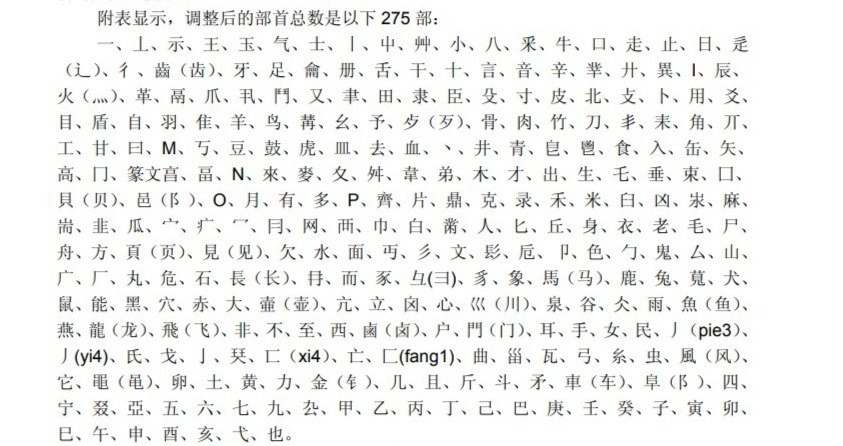 附表显示，调整后的部首总数是以下 275 部：
一、丄、示、王、玉、气、士、丨、屮、艸、小、八、釆、牛、口、走、止、日、辵
（辶）、彳、齒（齿）、牙、足、龠、册、舌、干、十、言、音、辛、丵、廾、異、I、辰、
火（灬）、革、鬲、爪、丮、鬥、又、聿、田、隶、臣、殳、寸、皮、北、支、卜、用、爻、
目、盾、自、羽、隹、羊、鸟、冓、幺、予、歺（歹）、骨、肉、竹、刀、丰、耒、角、丌、
工、甘、曰、M、丂、豆、鼓、虎、皿、去、血、丶、井、青、皀、鬯、食、入、缶、矢、
高、冂、篆文亯、畐、N、來、麥、夊、舛、韋、弟、木、才、出、生、乇、垂、束、囗、
貝（贝）、邑（阝）、O、月、有、多、P、齊、片、鼎、克、录、禾、米、臼、凶、𣎳、麻、
耑、韭、瓜、宀、疒、冖、冃、网、襾、巾、白、黹、人、匕、丘、身、衣、老、毛、尸、
舟、方、頁（页）、見（见）、欠、水、面、丏、彡、文、髟、卮、卩、色、勹、鬼、厶、山、
广、厂、丸、危、石、長（长）、冄、而、豕、彑(彐)、豸、象、馬（马）、鹿、兔、萈、犬、
鼠、能、黑、穴、赤、大、壷（壶）、亢、立、囟、心、巛（川）、泉、谷、仌、雨、魚（鱼）、
燕、龍（龙）、飛（飞）、非、不、至、西、鹵（卤）、户、門（门）、耳、手、女、民、丿（pie3）、
丿(yi4)、氏、戈、亅、珡、匸（xi4）、亡、匚(fang1)、曲、甾、瓦、弓、糸、虫、風（风）、
它、黽（黾）、卵、土、黄、力、金（钅）、几、且、斤、斗、矛、車（车）、阜（阝）、四、
宁、叕、亞、五、六、七、九、厹、甲、乙、丙、丁、己、巴、庚、壬、癸、子、寅、卯、
巳、午、申、酉、亥、弋、也。